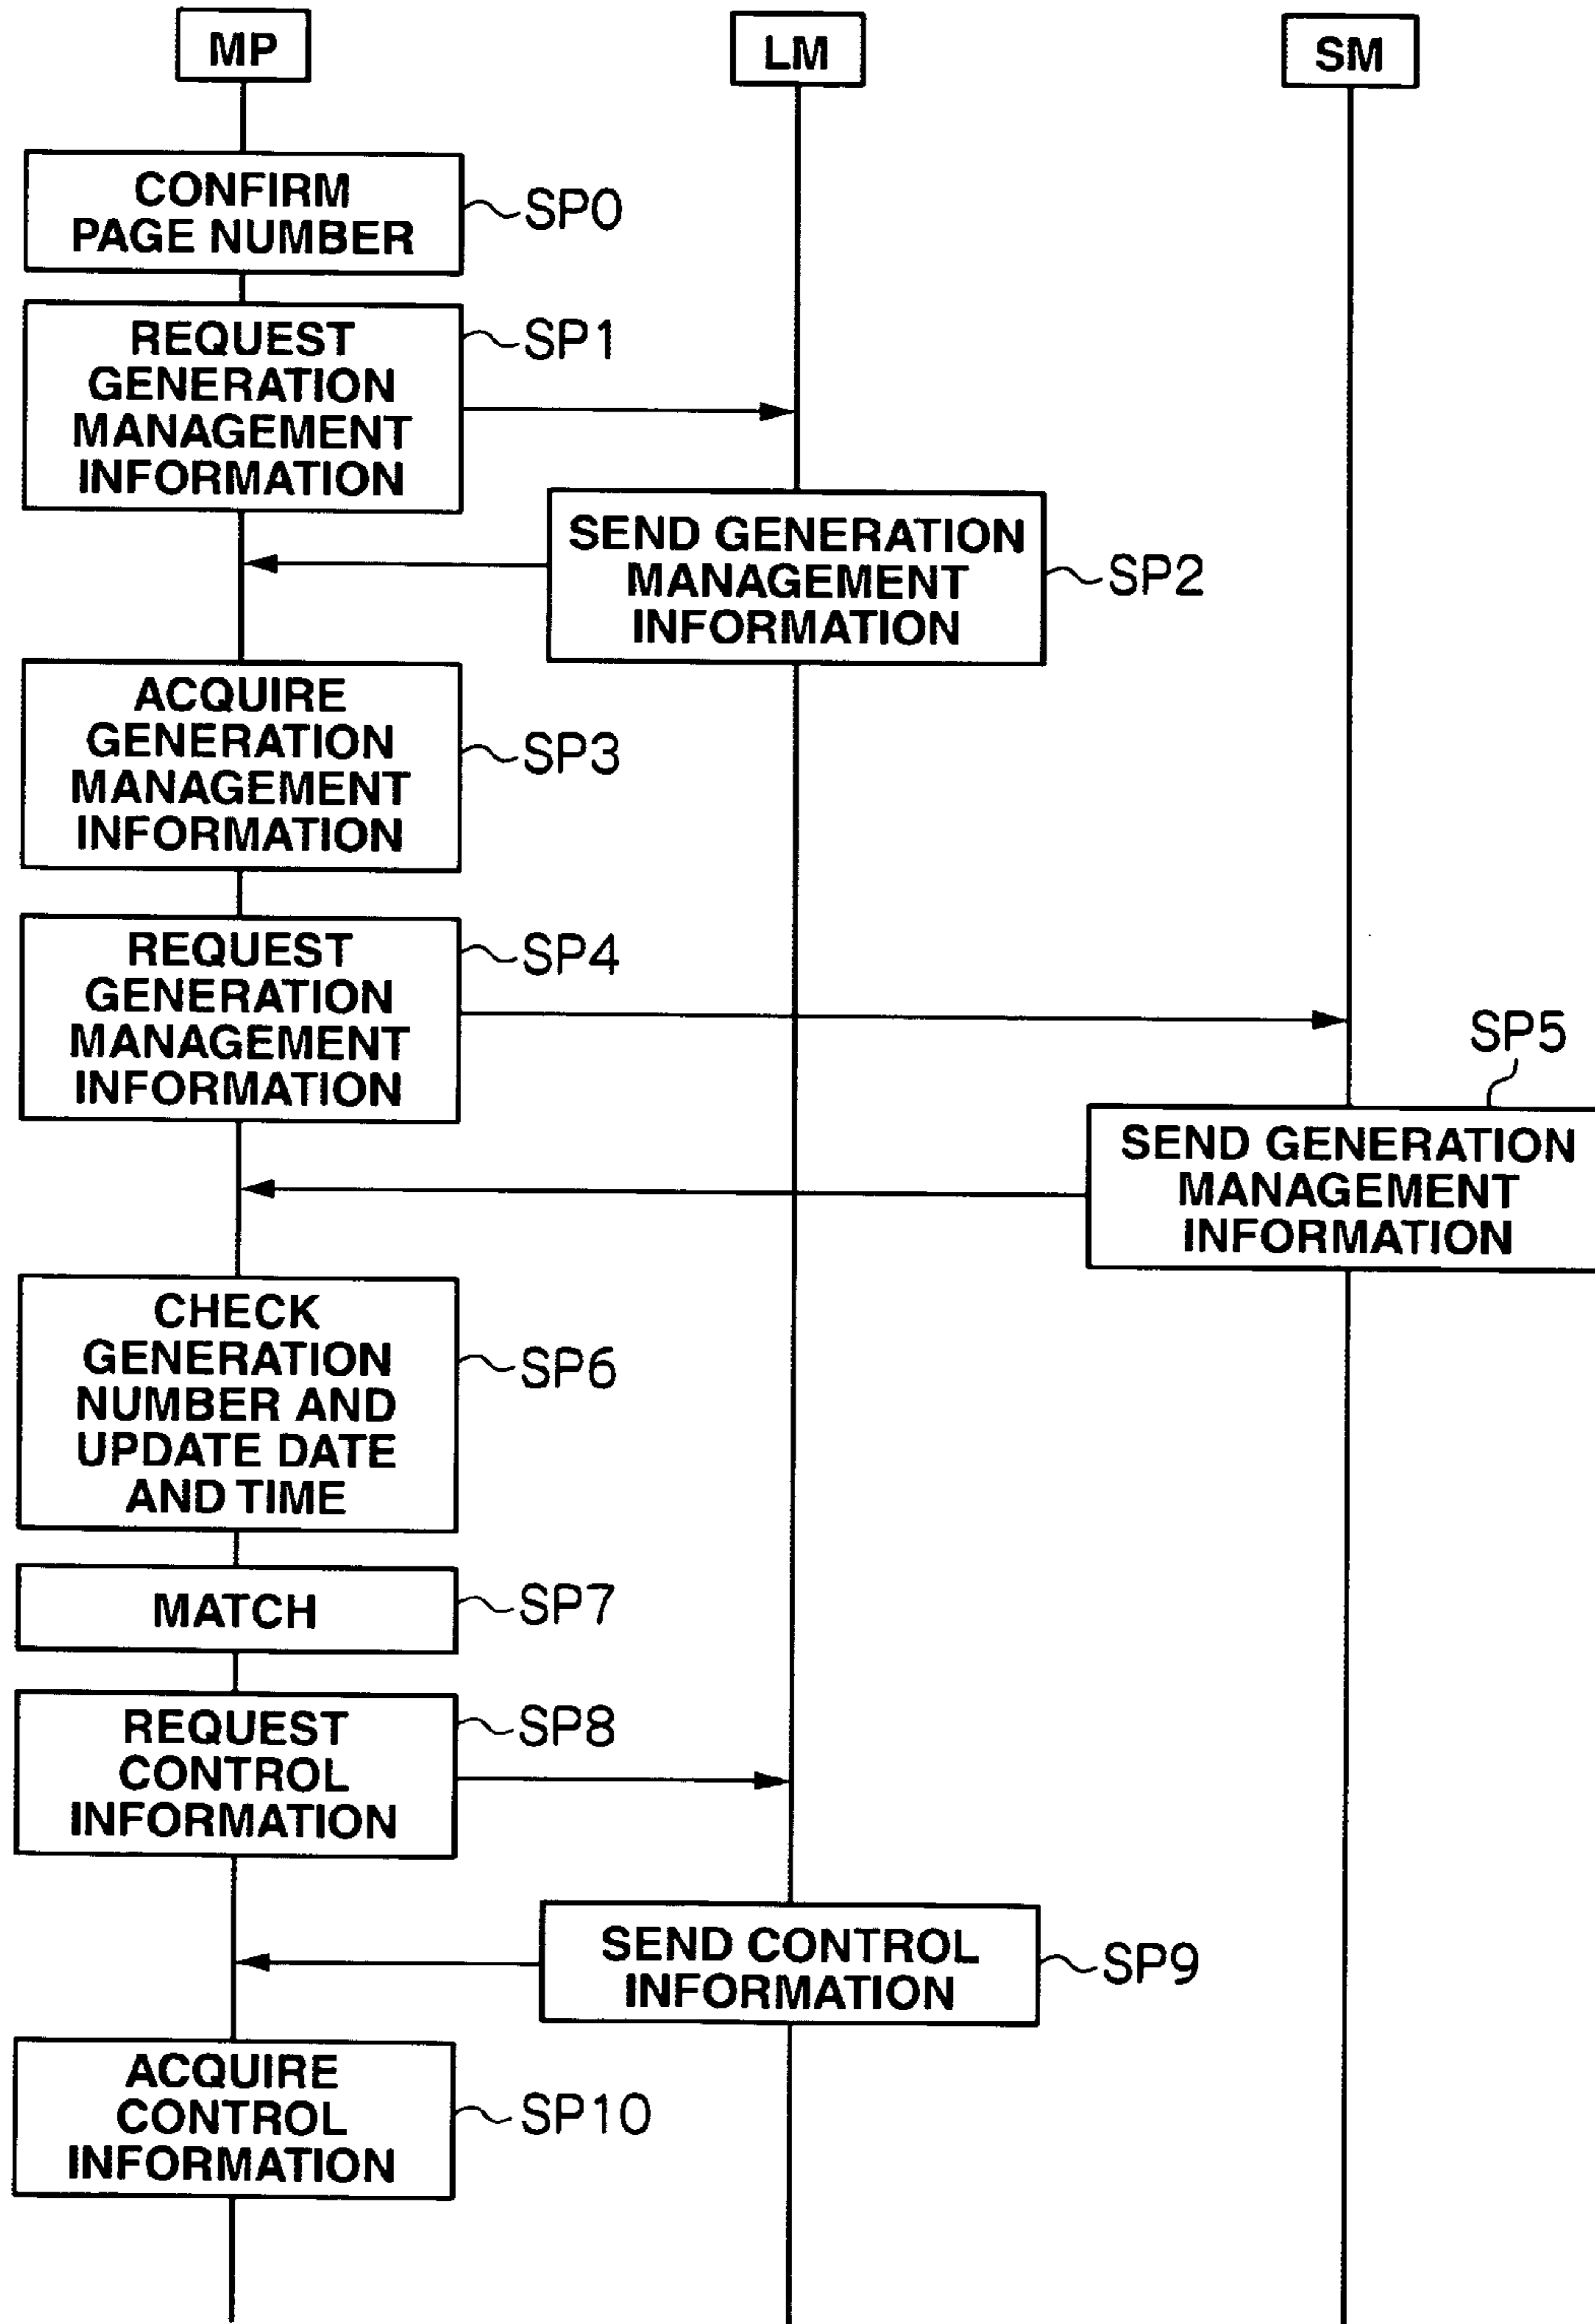 MP
LM
SM
CONFIRM
PAGE NUMBER
SP0
REQUEST
GENERATION
MANAGEMENT
INFORMATION
SP1
SEND GENERATION
MANAGEMENT
INFORMATION
SP2
ACQUIRE
GENERATION
MANAGEMENT
INFORMATION
SP3
REQUEST
GENERATION
MANAGEMENT
INFORMATION
SP4
SP5
SEND GENERATION
MANAGEMENT
INFORMATION
CHECK
GENERATION
NUMBER AND
UPDATE DATE
AND TIME
SP6
MATCH
SP7
REQUEST
CONTROL
INFORMATION
SP8
SEND CONTROL
INFORMATION
SP9
ACQUIRE
CONTROL
INFORMATION
SP10